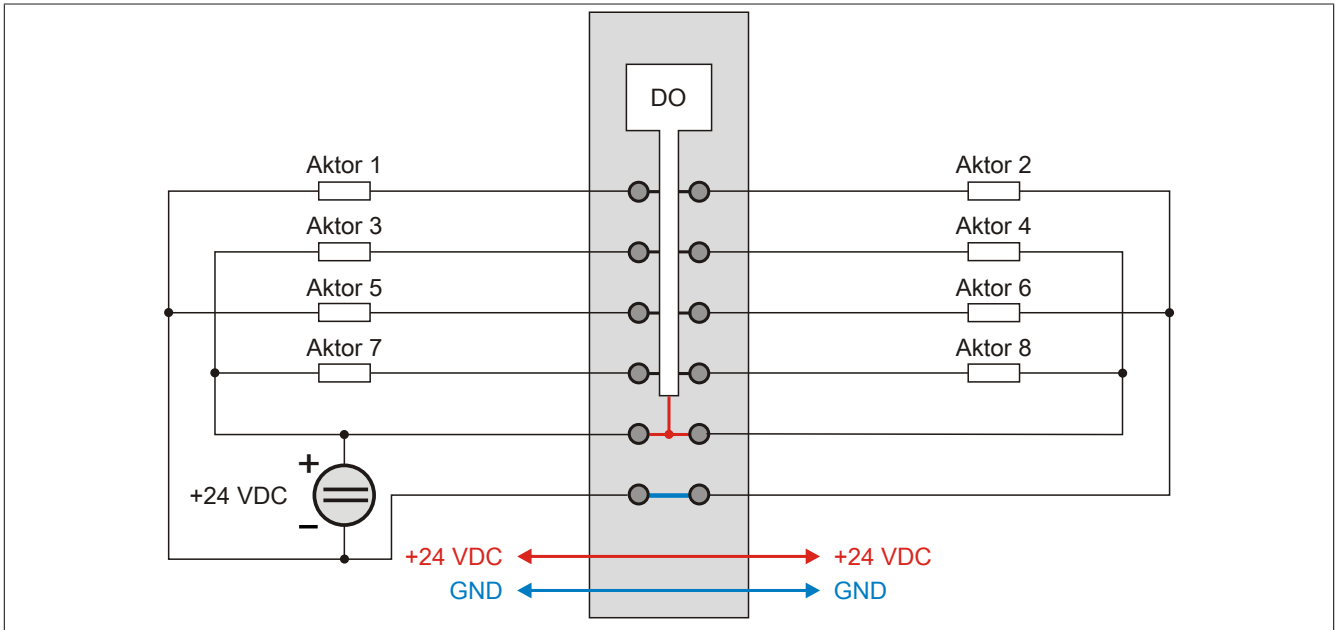 DO
Aktor 1
Aktor 2
Aktor 3
Aktor 4
Aktor 5
Aktor 6
Aktor 7
Aktor 8
+
+24 VDC
−
+24 VDC
+24 VDC
GND
GND